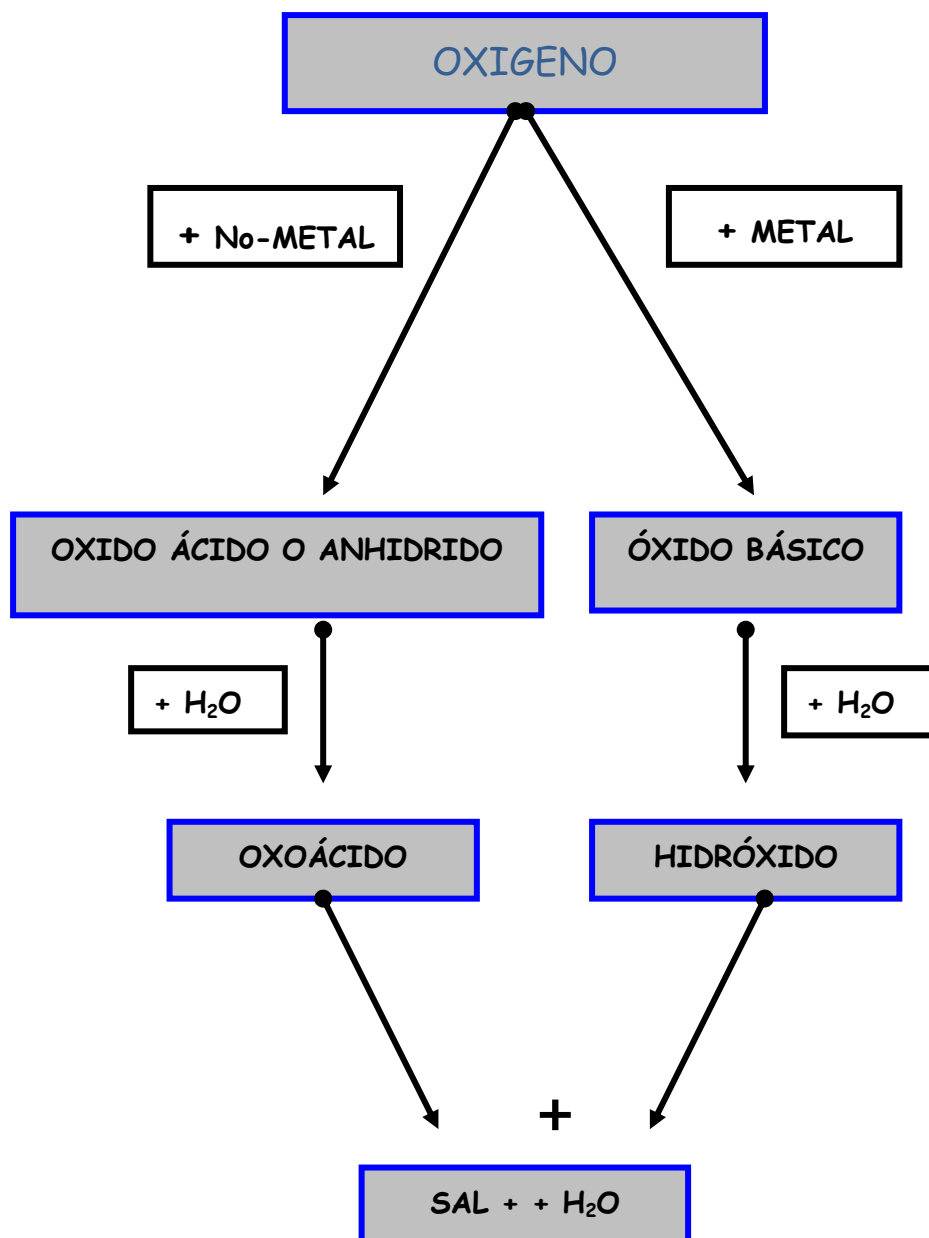 OXIGENO
+ No-METAL
+ METAL
OXIDO ÁCIDO O ANHIDRIDO
ÓXIDO BÁSICO
+ H₂O
+ H₂O
OXOÁCIDO
HIDRÓXIDO
+
SAL + + H₂O